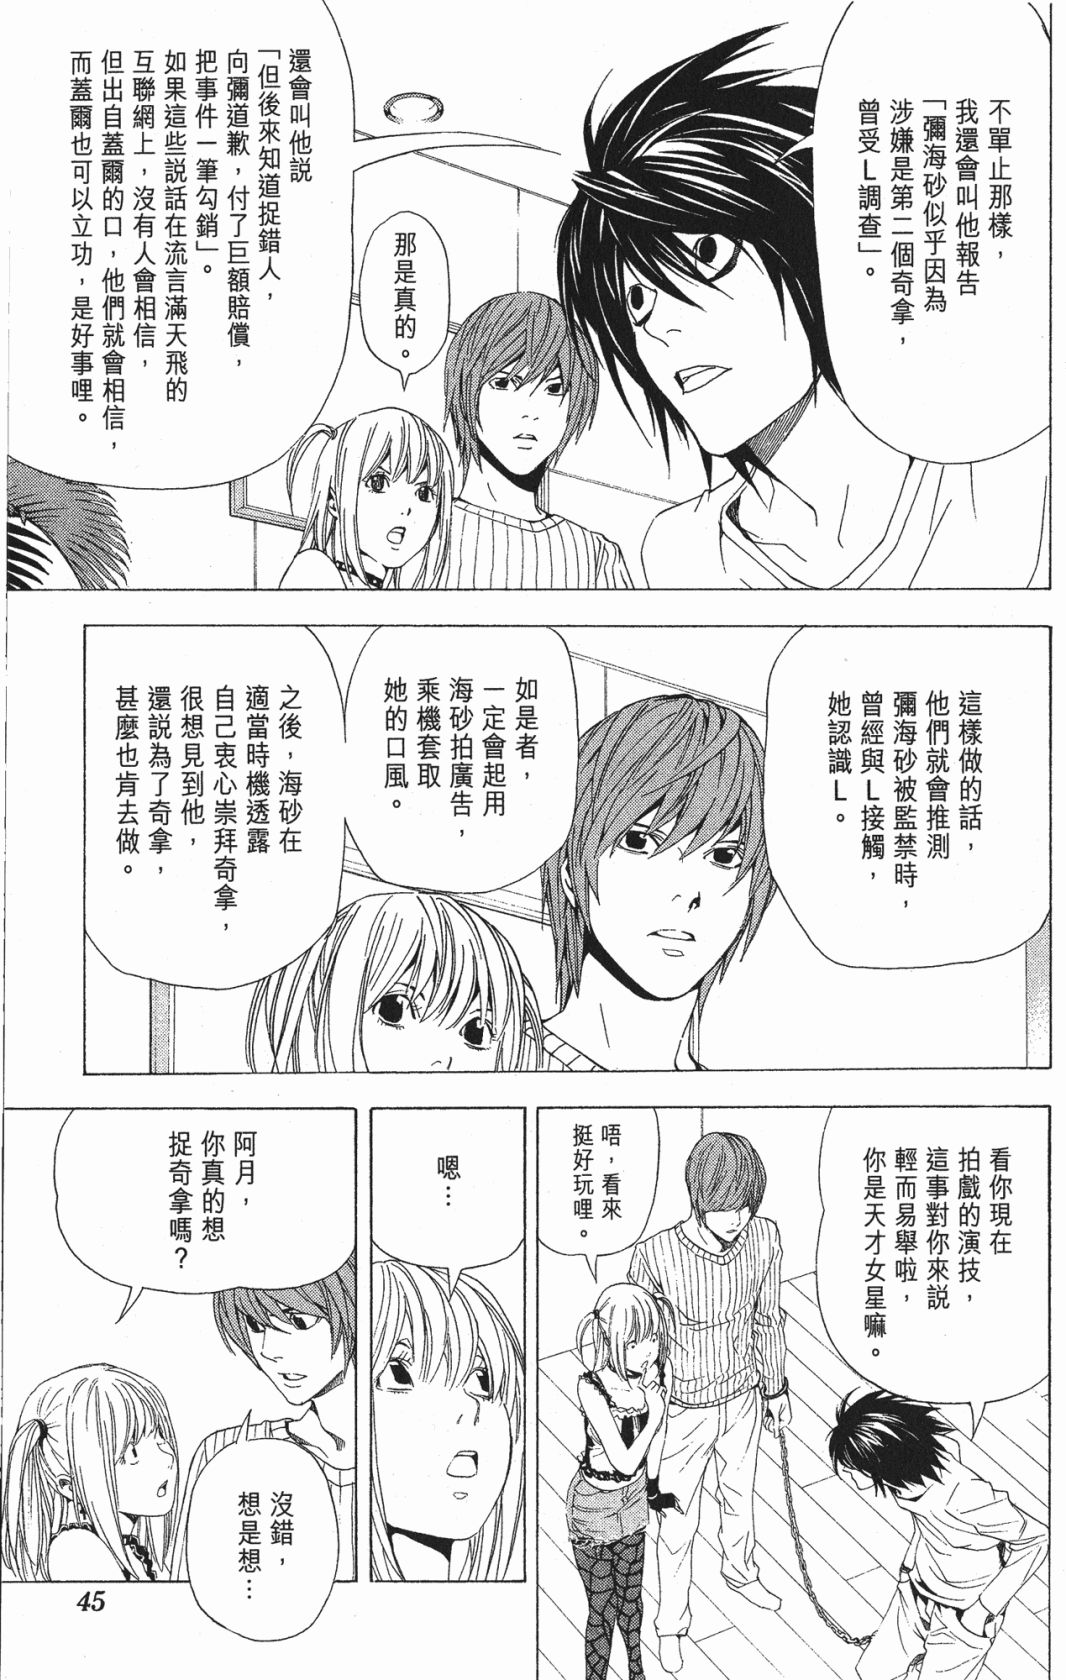 不單止那樣，
我還會叫他報告
「彌海砂似乎因為
涉嫌是第二個奇拿，
曾受L調查」。
那是真的。
還會叫他説
「但後來知道捉錯人，
向彌道歉，付了巨額賠償，
把事件一筆勾銷」。
如果這些説話在流言滿天飛的
互聯網上，沒有人會相信，
但出自蓋爾的口，他們就會相信，
而蓋爾也可以立功，是好事哩。
這樣做的話，
他們就會推測
彌海砂被監禁時，
曾經與L接觸，
她認識L。
如是者，
一定會起用
海砂拍廣告，
乘機套取
她的口風。
之後，海砂在
適當時機透露
自己衷心崇拜奇拿，
很想見到他，
還説為了奇拿，
甚麼也肯去做。
看你現在
拍戲的演技，
這事對你來説
輕而易舉啦，
你是天才女星嘛。
唔，看來
挺好玩哩。
嗯…
阿月，
你真的想
捉奇拿嗎？
沒錯，
想是想…
45